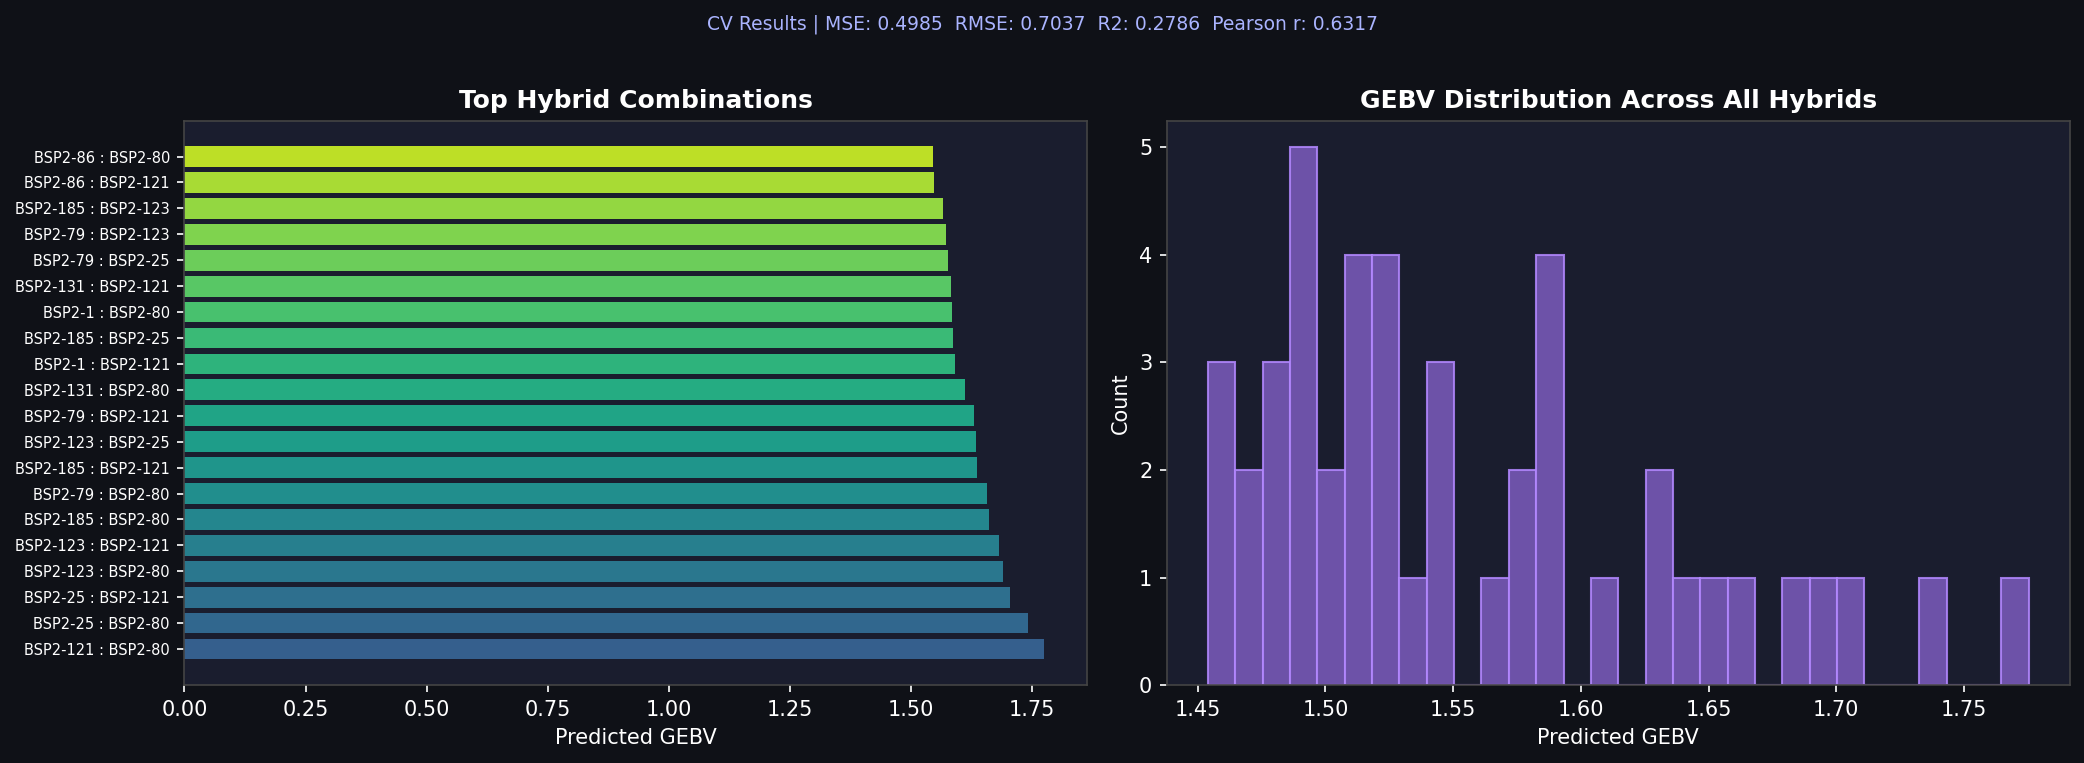 CV Results | MSE: 0.4985  RMSE: 0.7037  R2: 0.2786  Pearson r: 0.6317
Top Hybrid Combinations
BSP2-86 : BSP2-80
BSP2-86 : BSP2-121
BSP2-185 : BSP2-123
BSP2-79 : BSP2-123
BSP2-79 : BSP2-25
BSP2-131 : BSP2-121
BSP2-1 : BSP2-80
BSP2-185 : BSP2-25
BSP2-1 : BSP2-121
BSP2-131 : BSP2-80
BSP2-79 : BSP2-121
BSP2-123 : BSP2-25
BSP2-185 : BSP2-121
BSP2-79 : BSP2-80
BSP2-185 : BSP2-80
BSP2-123 : BSP2-121
BSP2-123 : BSP2-80
BSP2-25 : BSP2-121
BSP2-25 : BSP2-80
BSP2-121 : BSP2-80
0.00 0.25 0.50 0.75 1.00 1.25 1.50 1.75
Predicted GEBV
GEBV Distribution Across All Hybrids
Count
5
4
3
2
1
0
1.45 1.50 1.55 1.60 1.65 1.70 1.75
Predicted GEBV